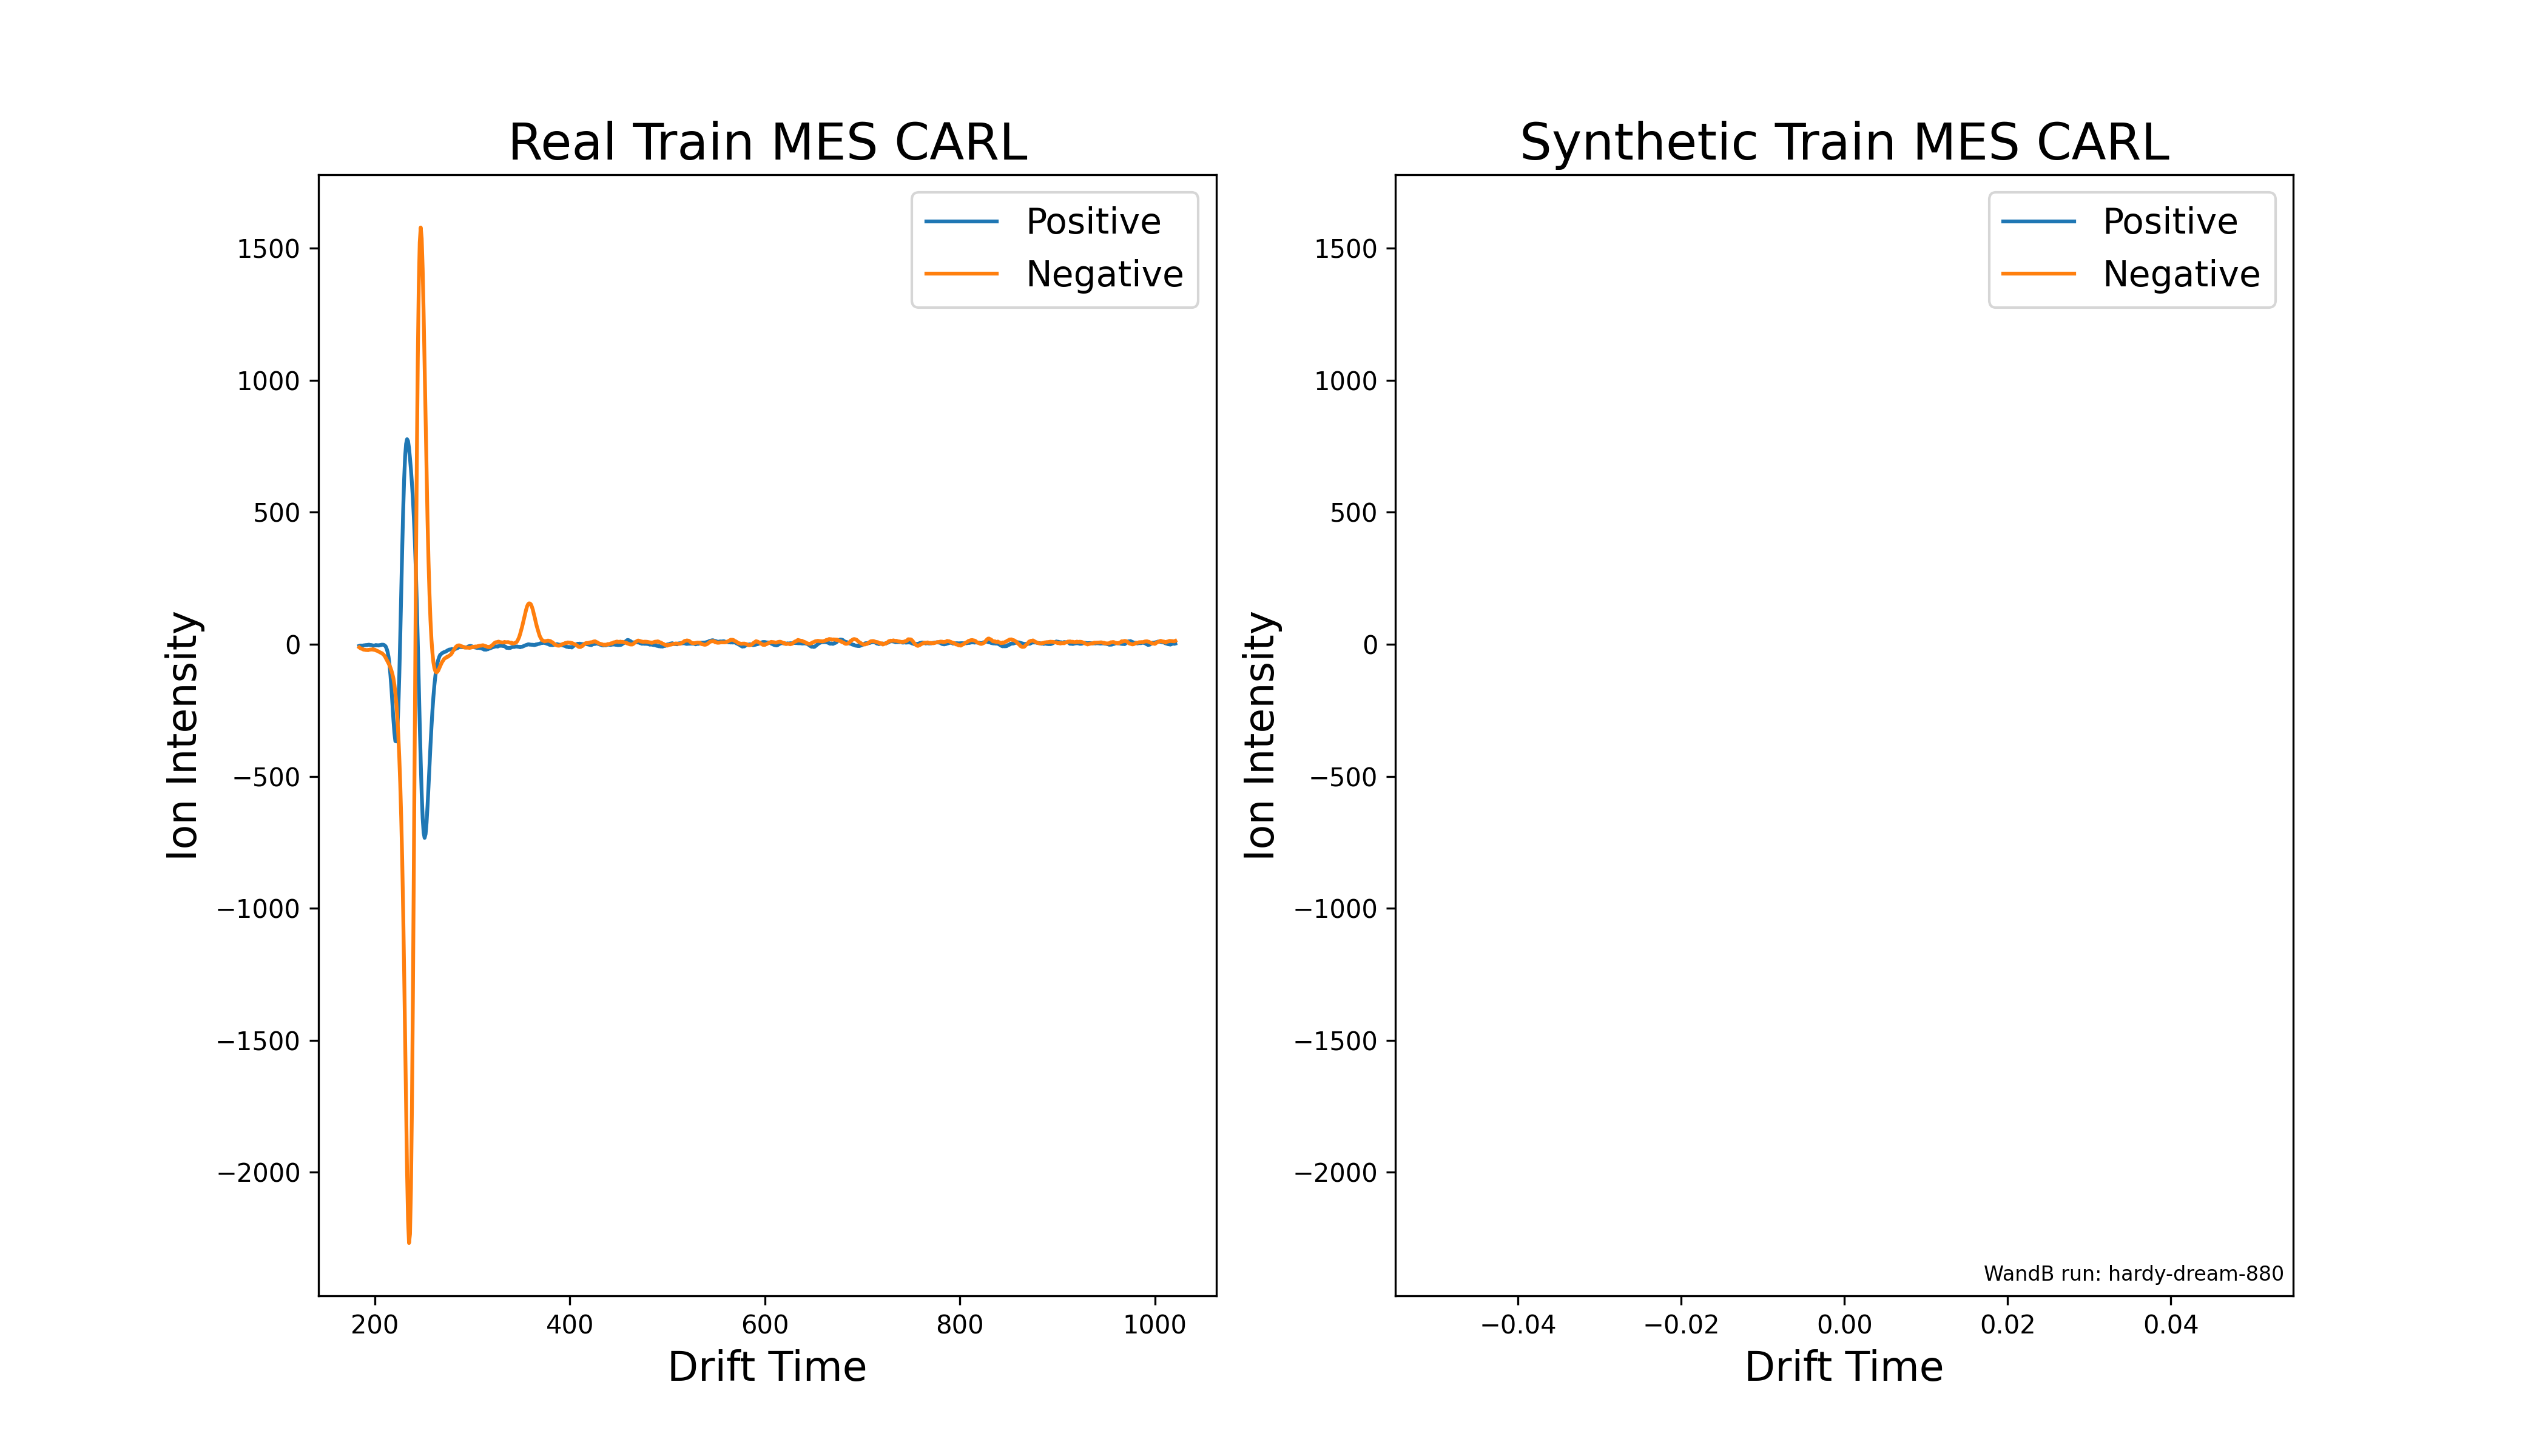 Real Train MES CARL
Positive
Negative
1500
1000
500
0
−500
−1000
−1500
−2000
Ion Intensity
200 400 600 800 1000
Drift Time
Synthetic Train MES CARL
Positive
Negative
1500
1000
500
0
−500
−1000
−1500
−2000
Ion Intensity
WandB run: hardy-dream-880
−0.04 −0.02 0.00 0.02 0.04
Drift Time